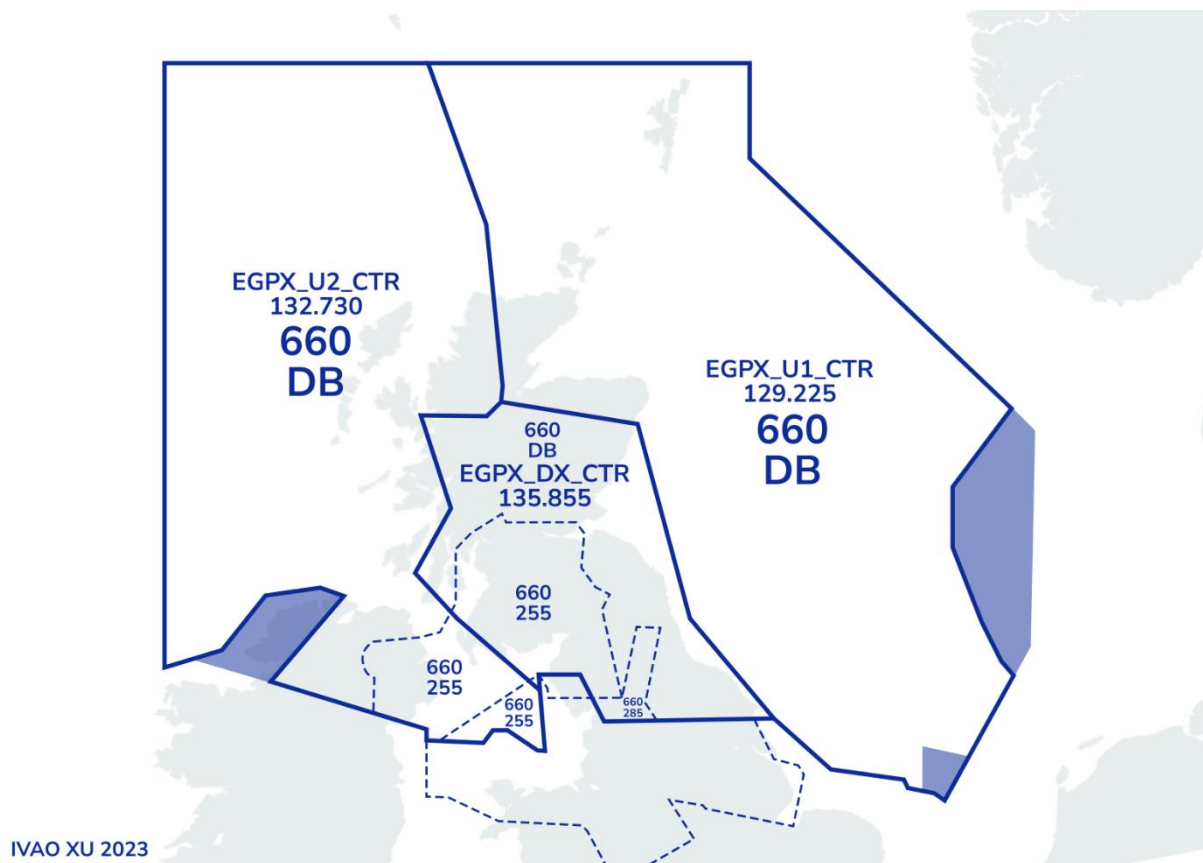 EGPX_U2_CTR
132.730
660
DB
EGPX_U1_CTR
129.225
660
DB
660
DB
EGPX_DX_CTR
135.855
660
255
660
255
660
255
660
285
IVAO XU 2023